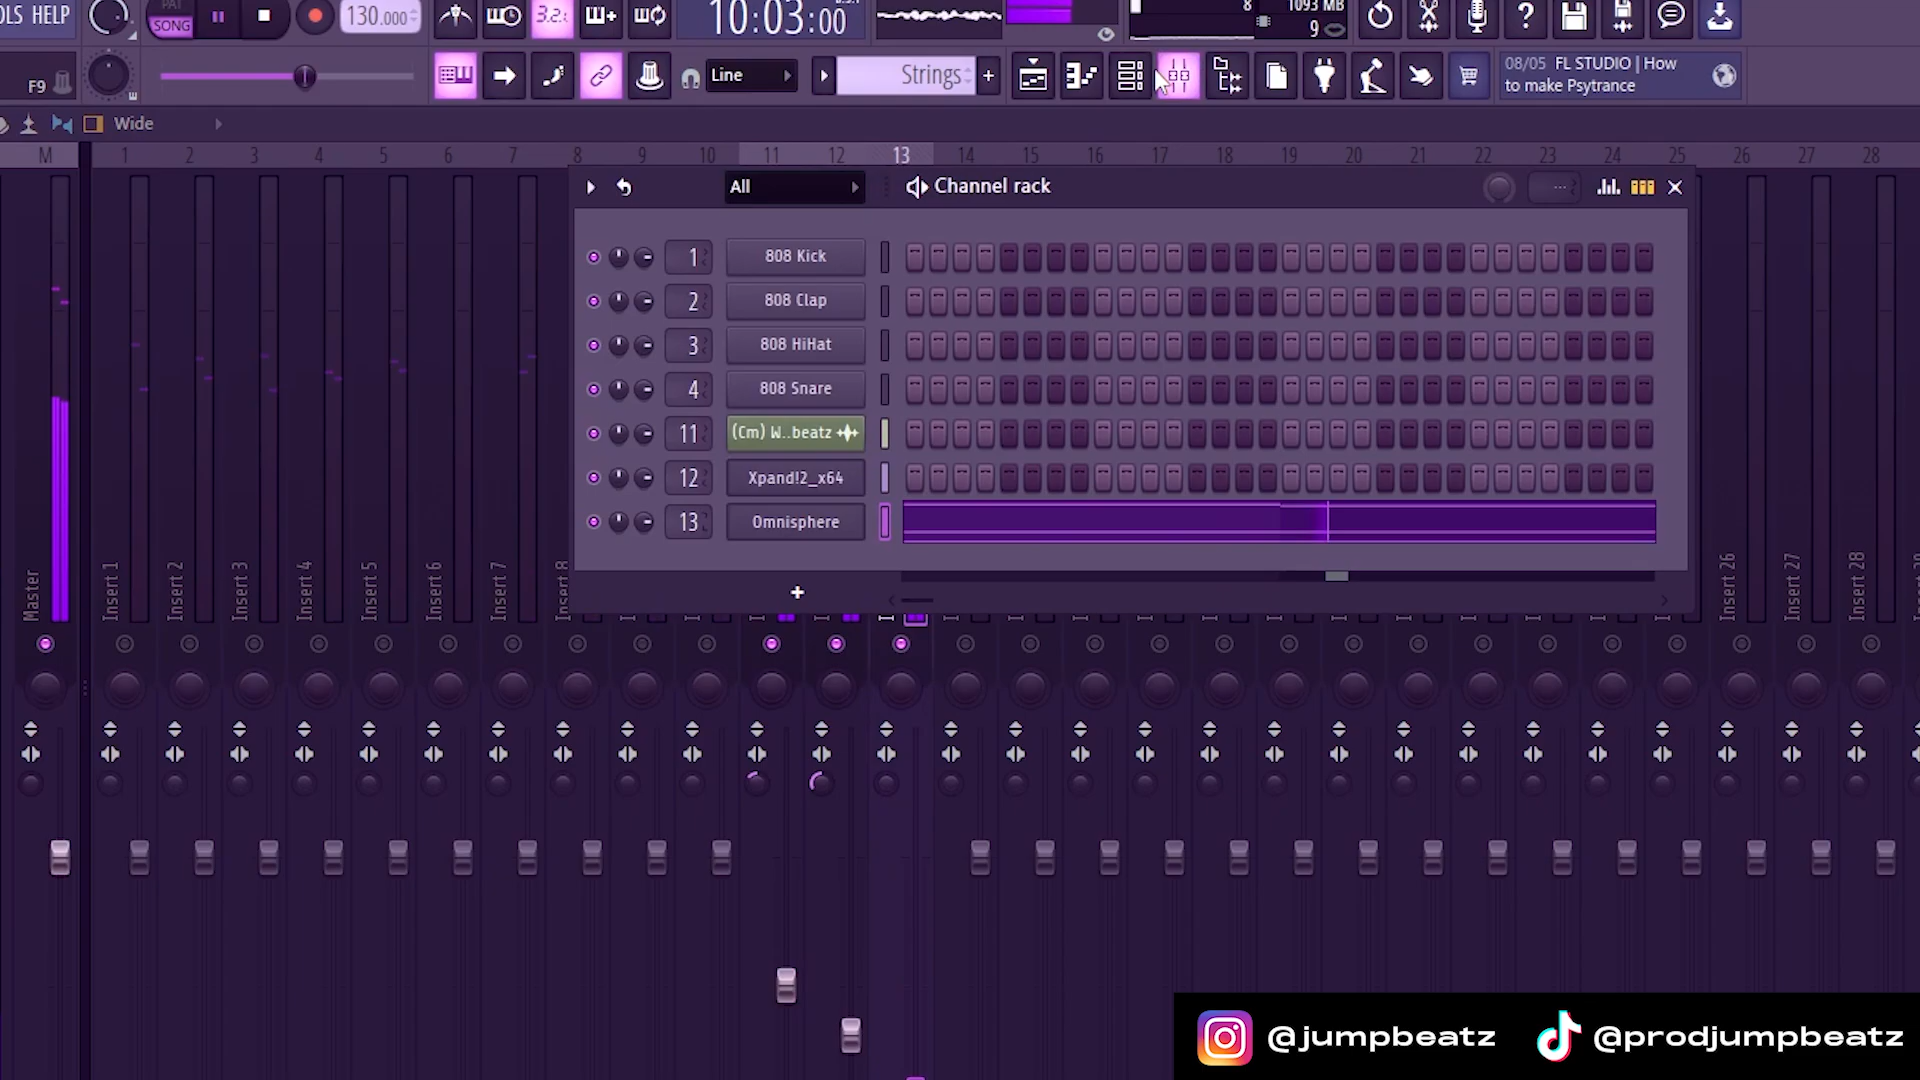 OLS HELP
PAT
SONG
130.000
3.2.
10:03:00
8
1093 MB
9
F9
Line
Strings
08/05 FL STUDIO | How
to make Psytrance
Wide
M 1 2 3 4 5 6 7 8 9 10 11 12 13 14 15 16 17 18 19 20 21 22 23 24 25 26 27 28
All
Channel rack
1 808 Kick
2 808 Clap
3 808 HiHat
4 808 Snare
11 (Cm) W..beatz
12 Xpand!2_x64
13 Omnisphere
Master
Insert 1
Insert 2
Insert 3
Insert 4
Insert 5
Insert 6
Insert 7
Insert 26
Insert 27
Insert 28
@jumpbeatz
@prodjumpbeatz